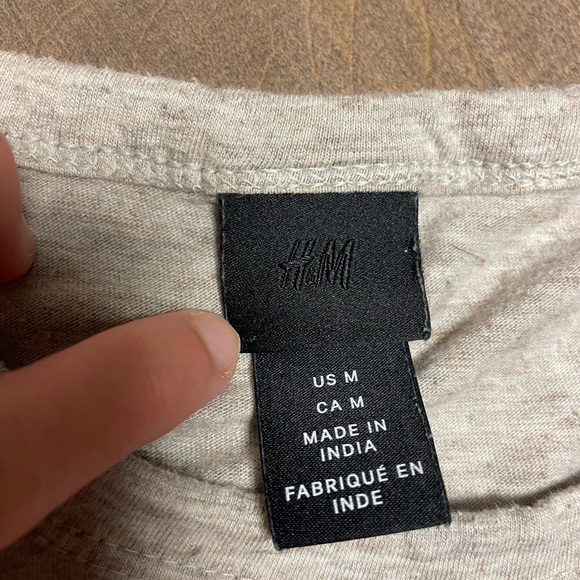 H&M
US M
CA M
MADE IN
INDIA
FABRIQUÉ EN
INDE